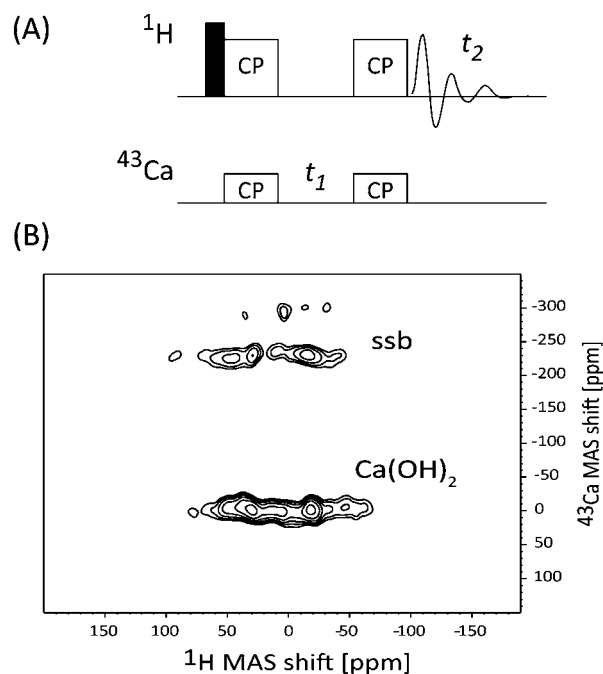 (A)
¹H
CP
CP
t₂
⁴³Ca
CP
t₁
CP
(B)
ssb
Ca(OH)₂
-300
-250
-200
-150
-100
-50
0
50
100
⁴³Ca MAS shift [ppm]
150 100 50 0 -50 -100 -150
¹H MAS shift [ppm]